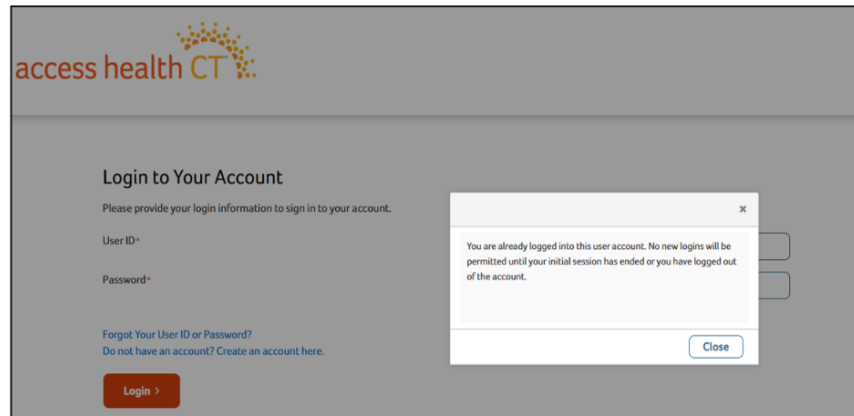 access health CT
Login to Your Account
Please provide your login information to sign in to your account.
User ID*
Password*
Forgot Your User ID or Password?
Do not have an account? Create an account here.
Login >
×
You are already logged into this user account. No new logins will be
permitted until your initial session has ended or you have logged out
of the account.
Close